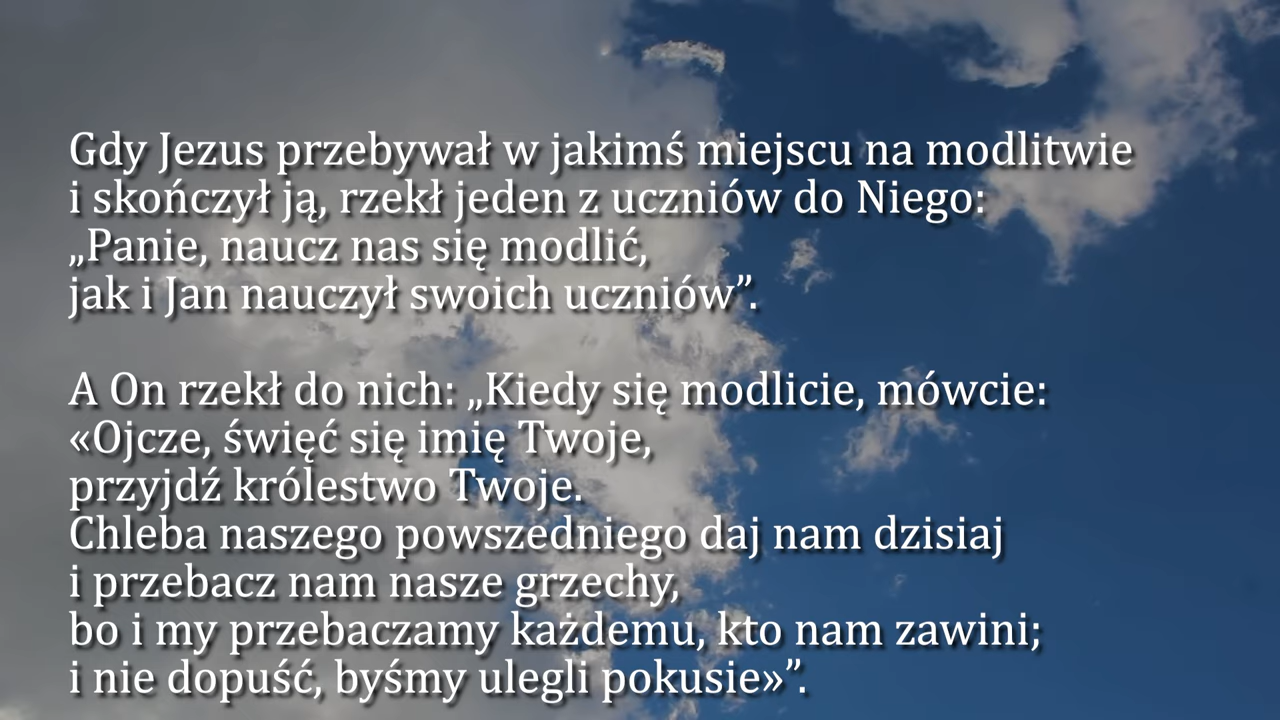 Gdy Jezus przebywał w jakimś miejscu na modlitwie
i skończył ją, rzekł jeden z uczniów do Niego:
„Panie, naucz nas się modlić,
jak i Jan nauczył swoich uczniów”.
A On rzekł do nich: „Kiedy się modlicie, mówcie:
«Ojcze, święć się imię Twoje,
przyjdź królestwo Twoje.
Chleba naszego powszedniego daj nam dzisiaj
i przebacz nam nasze grzechy,
bo i my przebaczamy każdemu, kto nam zawini;
i nie dopuść, byśmy ulegli pokusie»”.